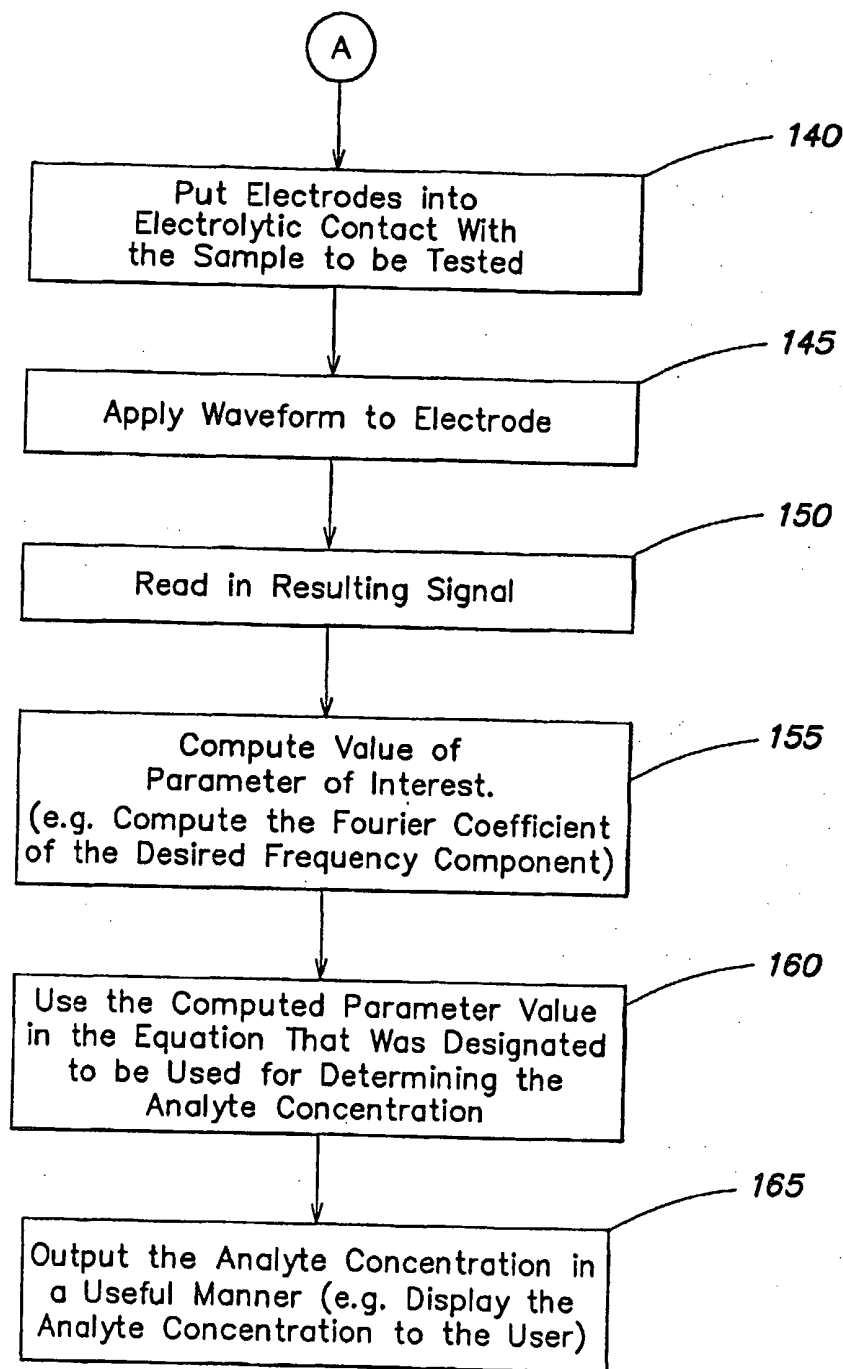 A
140
Put Electrodes into
Electrolytic Contact With
the Sample to be Tested
145
Apply Waveform to Electrode
150
Read in Resulting Signal
155
Compute Value of
Parameter of Interest.
(e.g. Compute the Fourier Coefficient
of the Desired Frequency Component)
160
Use the Computed Parameter Value
in the Equation That Was Designated
to be Used for Determining the
Analyte Concentration
165
Output the Analyte Concentration in
a Useful Manner (e.g. Display the
Analyte Concentration to the User)